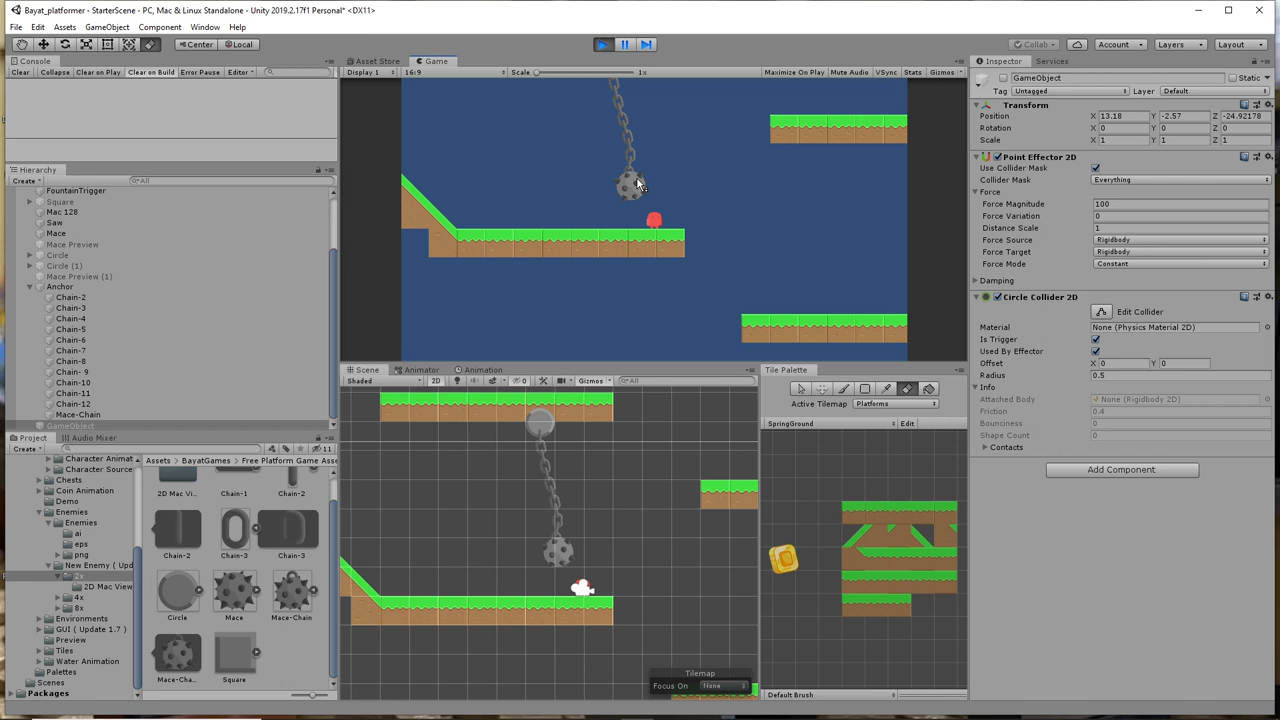 Bayat_platformer - StarterScene - PC, Mac & Linux Standalone - Unity 2019.2.17f1 Personal* <DX11>
File Edit Assets GameObject Component Window Help
Center Local
Collab Account Layers Layout
Console
Clear Collapse Clear on Play Clear on Build Error Pause Editor
Hierarchy
Create All
FountainTrigger
Square
Mac 128
Saw
Mace
Mace Preview
Circle
Circle (1)
Mace Preview (1)
Anchor
Chain-2
Chain-3
Chain-4
Chain-5
Chain-6
Chain-7
Chain-8
Chain- 9
Chain-10
Chain-11
Chain-12
Mace-Chain
GameObject
Project Audio Mixer
Create 11
Character Animat
Character Source
Chests
Coin Animation
Demo
Enemies
Enemies
ai
eps
png
New Enemy ( Upd
2x
2D Mac View
4x
8x
Environments
GUI ( Update 1.7 )
Preview
Tiles
Water Animation
Palettes
Scenes
Packages
Assets BayatGames Free Platform Game Asse
2D Mac Vi... Chain-1 Chain-2
Chain-2 Chain-3 Chain-3
Circle Mace Mace-Chain
Mace-Cha... Square
Asset Store Game
Display 1 16:9 Scale 1x Maximize On Play Mute Audio VSync Stats Gizmos
Scene Animator Animation
Shaded 2D 0 Gizmos All
Tilemap
Focus On None
Tile Palette
Active Tilemap Platforms
SpringGround Edit
Default Brush
Inspector Services
GameObject Static
Tag Untagged Layer Default
Transform
Position X 13.18 Y -2.57 Z -24.92178
Rotation X 0 Y 0 Z 0
Scale X 1 Y 1 Z 1
Point Effector 2D
Use Collider Mask
Collider Mask Everything
Force
Force Magnitude 100
Force Variation 0
Distance Scale 1
Force Source Rigidbody
Force Target Rigidbody
Force Mode Constant
Damping
Circle Collider 2D
Edit Collider
Material None (Physics Material 2D)
Is Trigger
Used By Effector
Offset X 0 Y 0
Radius 0.5
Info
Attached Body None (Rigidbody 2D)
Friction 0.4
Bounciness 0
Shape Count 0
Contacts
Add Component